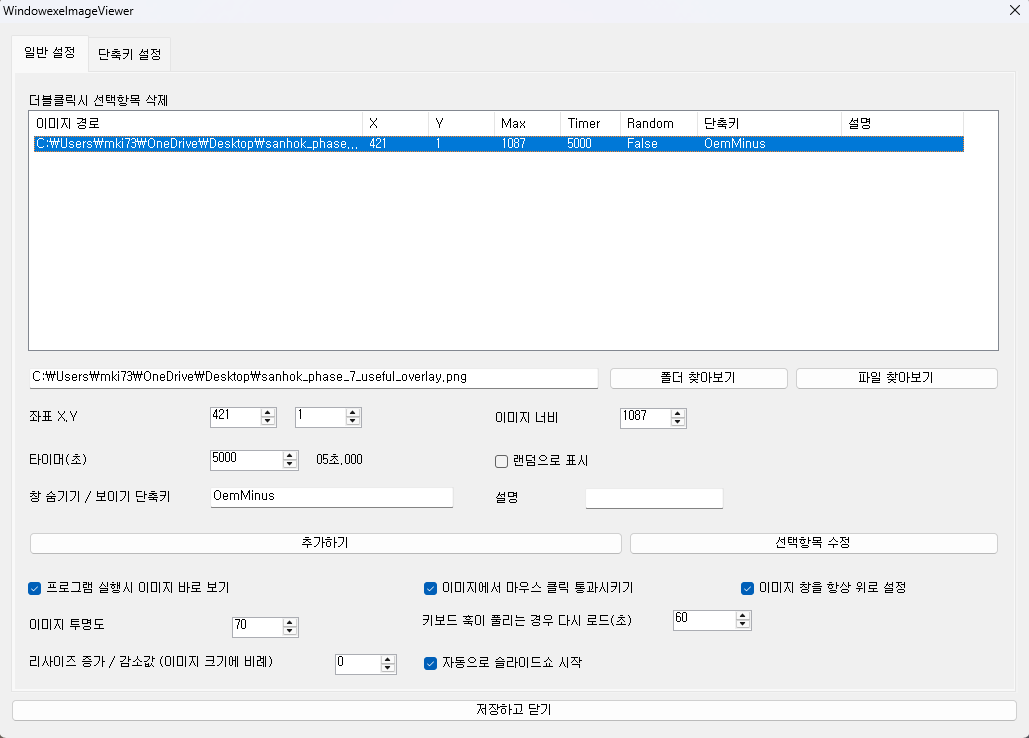 WindowexeImageViewer
일반 설정 단축키 설정
더블클릭시 선택항목 삭제
이미지 경로 X Y Max Timer Random 단축키 설명
C:₩Users₩mki73₩OneDrive₩Desktop₩sanhok_phase... 421 1 1087 5000 False OemMinus
C:₩Users₩mki73₩OneDrive₩Desktop₩sanhok_phase_7_useful_overlay.png 폴더 찾아보기 파일 찾아보기
좌표 X,Y 421 1 이미지 너비 1087
타이머(초) 5000 05초.000 랜덤으로 표시
창 숨기기 / 보이기 단축키 OemMinus 설명
추가하기 선택항목 수정
프로그램 실행시 이미지 바로 보기 이미지에서 마우스 클릭 통과시키기 이미지 창을 항상 위로 설정
이미지 투명도 70 키보드 훅이 풀리는 경우 다시 로드(초) 60
리사이즈 증가 / 감소값 (이미지 크기에 비례) 0 자동으로 슬라이드쇼 시작
저장하고 닫기